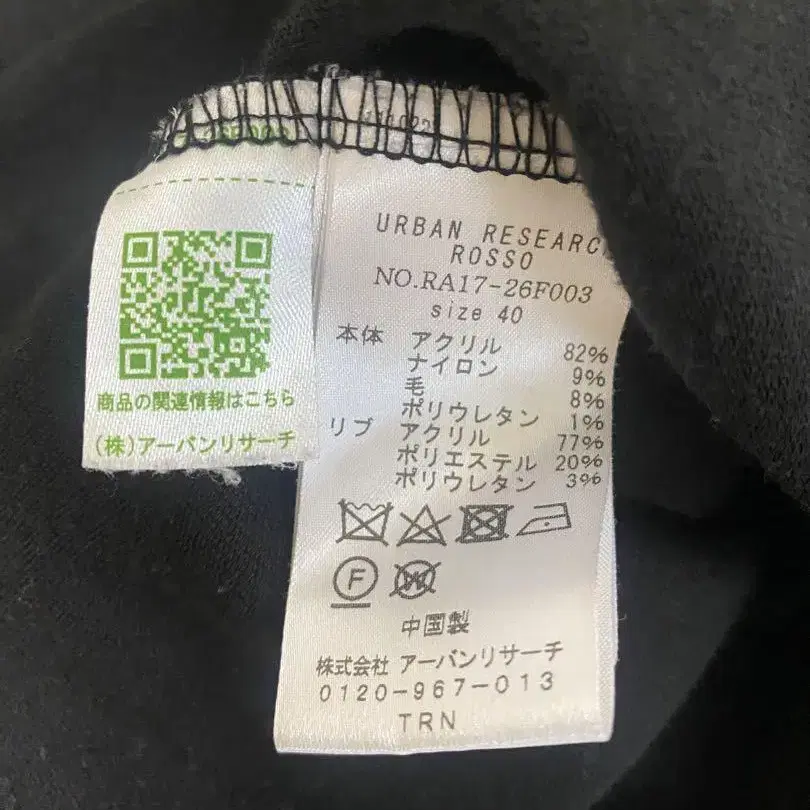 商品の関連情報はこちら
(株)アーバンリサーチ
URBAN RESEARC
ROSSO
NO.RA17-26F003
size 40
本体 アクリル 82%
ナイロン 9%
毛 8%
ポリウレタン 1%
リブ アクリル 77%
ポリエステル 20%
ポリウレタン 3%
F W
中国製
株式会社 アーバンリサーチ
0120-967-013
TRN